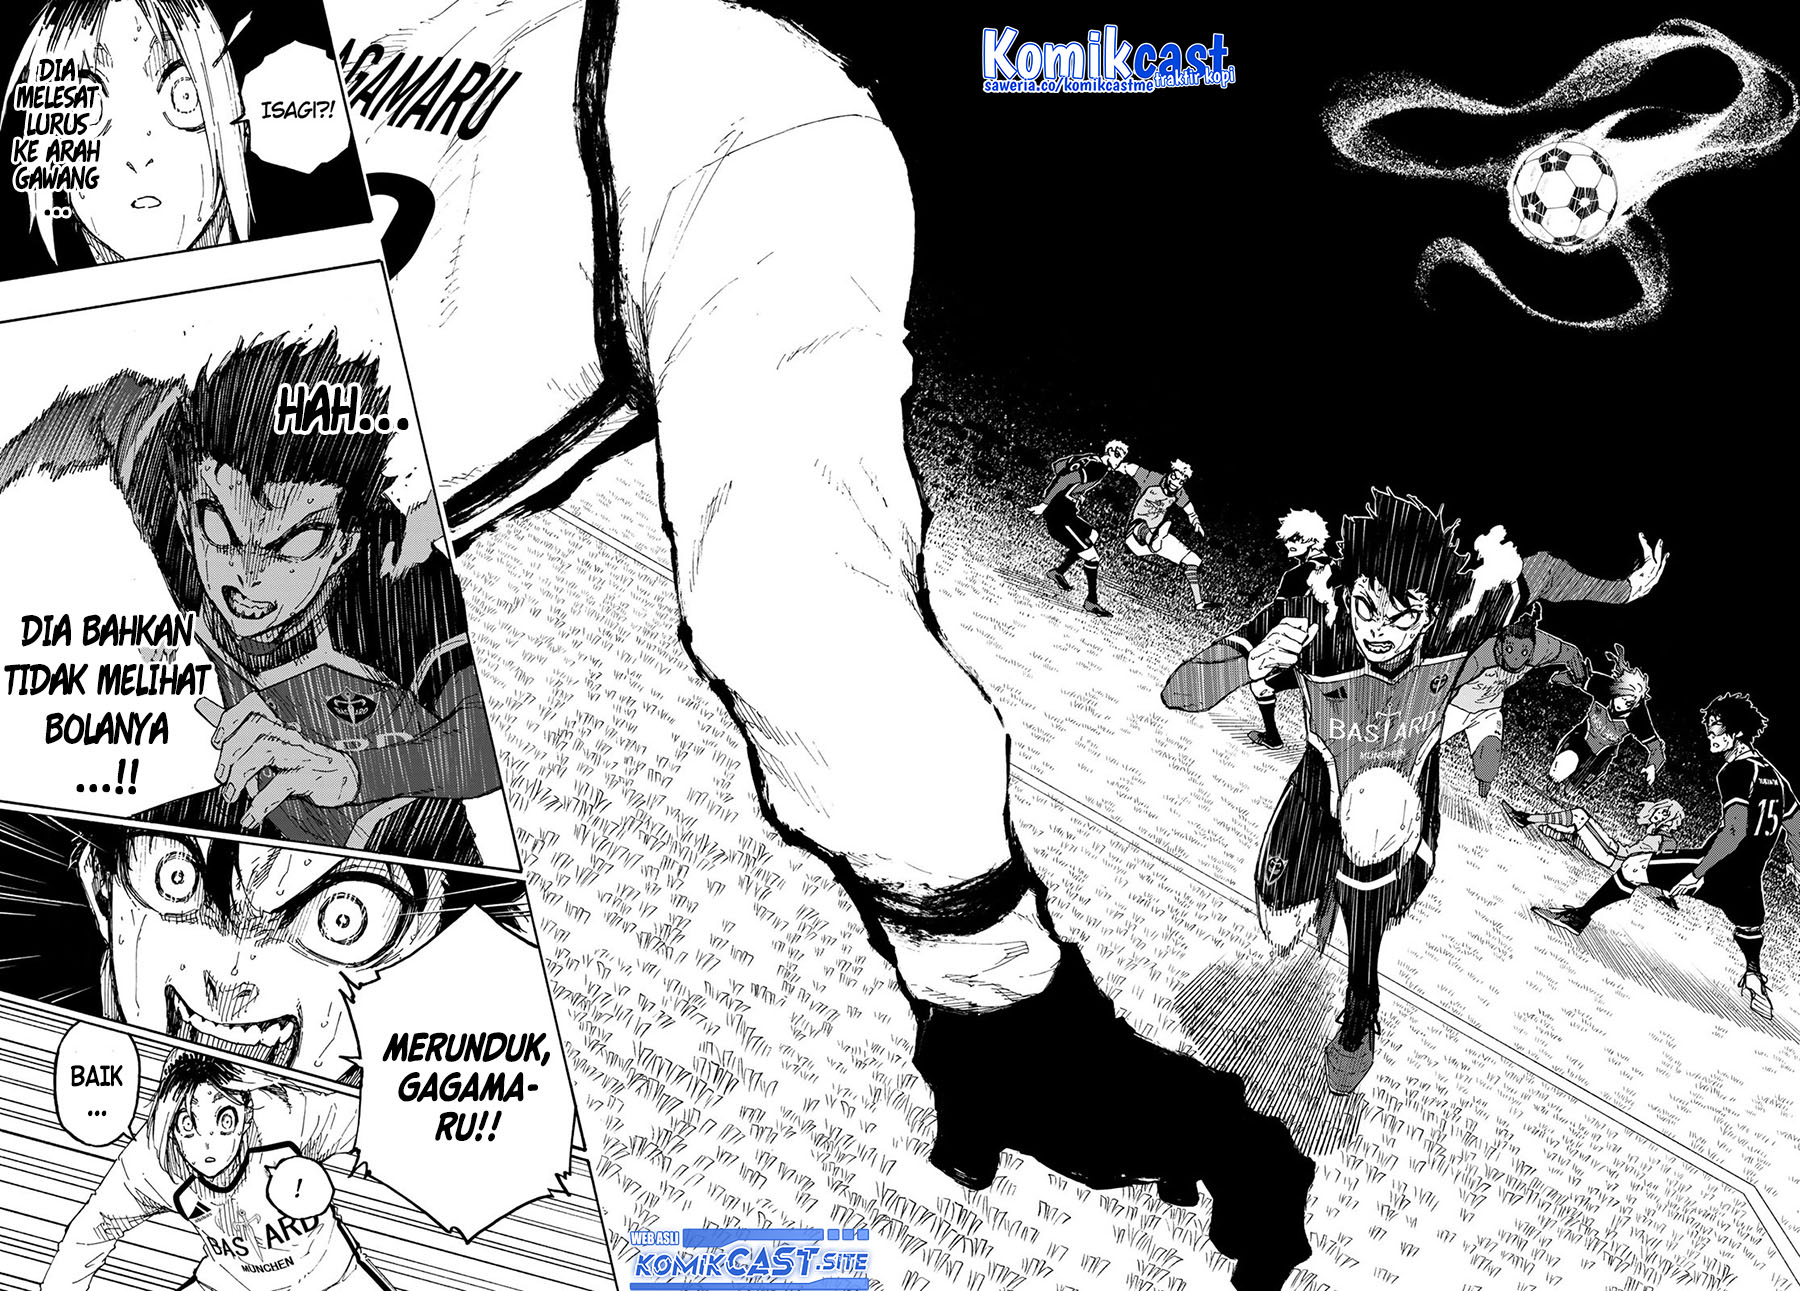 Komikcast
saweria.co/komikcastme traktir kopi
AGAMARU
BASTARD
MÜNCHEN
15
ISAGI?!
DIA
MELESAT
LURUS
KE ARAH
GAWANG
...
HAH...
DIA BAHKAN
TIDAK MELIHAT
BOLANYA
...!!
MERUNDUK,
GAGAMA-
RU!!
BAIK
...
!
BASTARD
MÜNCHEN
WEB ASLI
KOMIKCAST.SITE